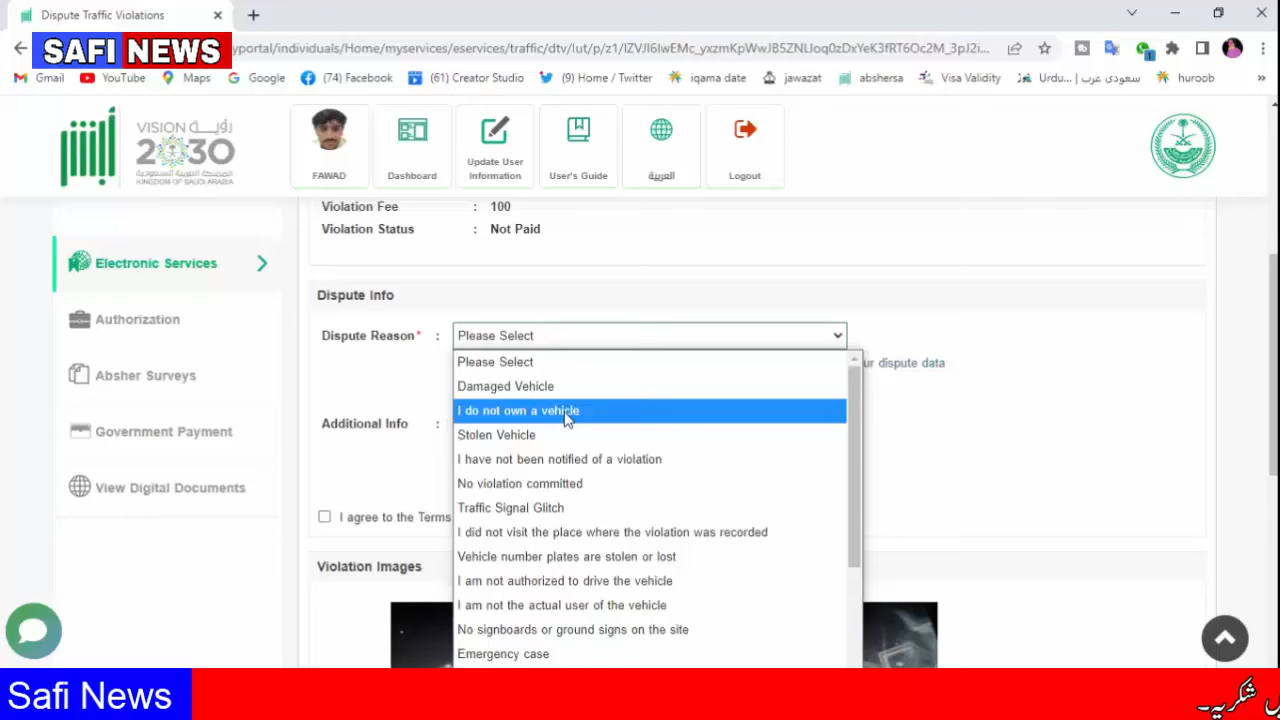 Dispute Traffic Violations
SAFI NEWS
yportal/individuals/Home/myservices/eservices/traffic/dtv/lut/p/z1/
Gmail YouTube Maps Google (74) Facebook (61) Creator Studio (9) Home / Twitter iqama date jawazat abshersa Visa Validity Urdu... | سعودی عرب huroob
أبشر
VISION رؤيـــة
2030
المملكة العربية السعودية
KINGDOM OF SAUDI ARABIA
FAWAD
Dashboard
Update User
Information
User's Guide
العربية
Logout
Violation Fee : 100
Violation Status : Not Paid
Electronic Services
Authorization
Absher Surveys
Government Payment
View Digital Documents
Dispute Info
Dispute Reason* : Please Select
Please Select
ur dispute data
Damaged Vehicle
I do not own a vehicle
Additional Info :
Stolen Vehicle
I have not been notified of a violation
No violation committed
Traffic Signal Glitch
I agree to the Terms
I did not visit the place where the violation was recorded
Vehicle number plates are stolen or lost
Violation Images
I am not authorized to drive the vehicle
I am not the actual user of the vehicle
No signboards or ground signs on the site
Emergency case
Safi News
شکریہ۔